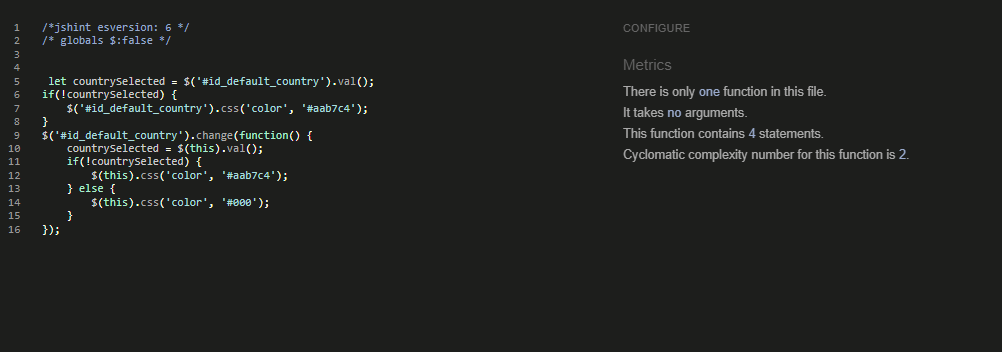 1 /*jshint esversion: 6 */
2 /* globals $:false */
3
4
5 let countrySelected = $('#id_default_country').val();
6 if(!countrySelected) {
7 $('#id_default_country').css('color', '#aab7c4');
8 }
9 $('#id_default_country').change(function() {
10 countrySelected = $(this).val();
11 if(!countrySelected) {
12 $(this).css('color', '#aab7c4');
13 } else {
14 $(this).css('color', '#000');
15 }
16 });
CONFIGURE
Metrics
There is only one function in this file.
It takes no arguments.
This function contains 4 statements.
Cyclomatic complexity number for this function is 2.